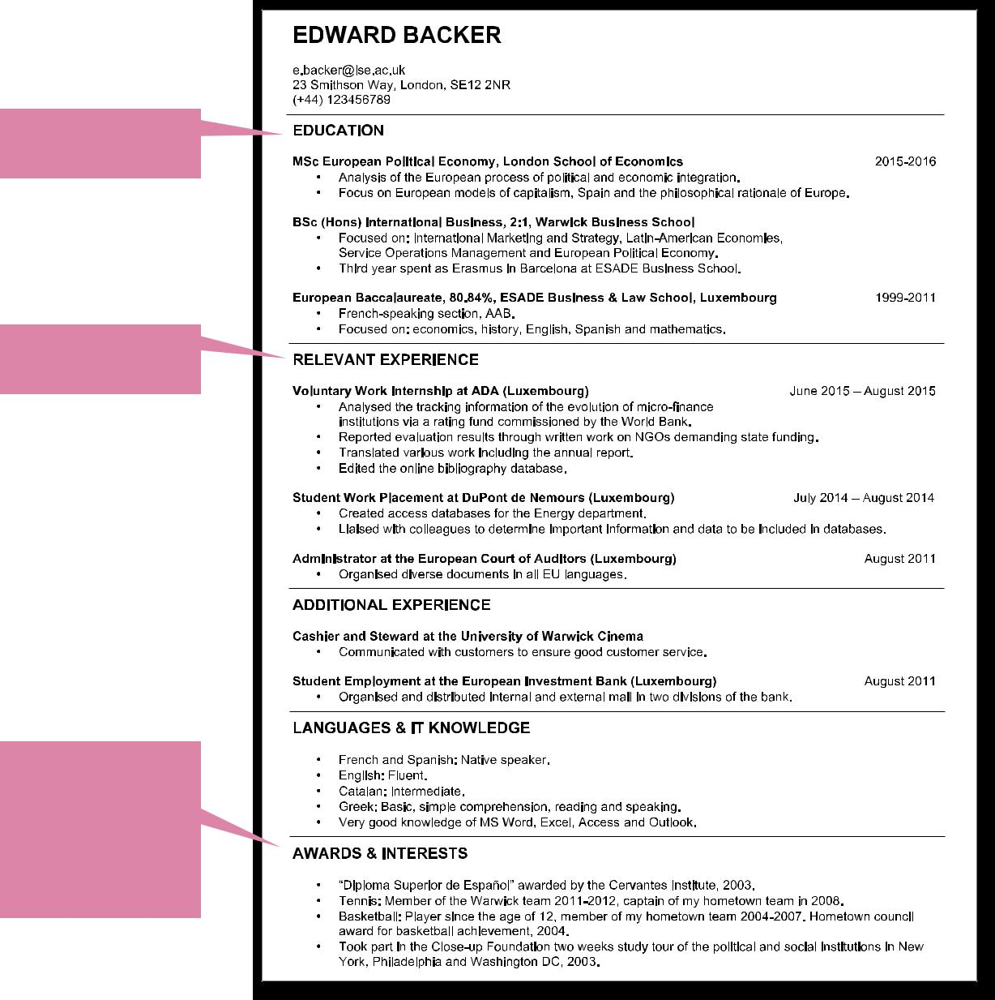 EDWARD BACKER
e.backer@lse.ac.uk
23 Smithson Way, London, SE12 2NR
(+44) 123456789
EDUCATION
MSc European Political Economy, London School of Economics 2015-2016
• Analysis of the European process of political and economic integration.
• Focus on European models of capitalism, Spain and the philosophical rationale of Europe.
BSc (Hons) International Business, 2:1, Warwick Business School
• Focused on: International Marketing and Strategy, Latin-American Economies,
Service Operations Management and European Political Economy.
• Third year spent as Erasmus in Barcelona at ESADE Business School.
European Baccalaureate, 80.84%, ESADE Business & Law School, Luxembourg 1999-2011
• French-speaking section, AAB.
• Focused on: economics, history, English, Spanish and mathematics.
RELEVANT EXPERIENCE
Voluntary Work Internship at ADA (Luxembourg) June 2015 – August 2015
• Analysed the tracking information of the evolution of micro-finance
institutions via a rating fund commissioned by the World Bank.
• Reported evaluation results through written work on NGOs demanding state funding.
• Translated various work including the annual report.
• Edited the online bibliography database.
Student Work Placement at DuPont de Nemours (Luxembourg) July 2014 – August 2014
• Created access databases for the Energy department.
• Liaised with colleagues to determine important information and data to be included in databases.
Administrator at the European Court of Auditors (Luxembourg) August 2011
• Organised diverse documents in all EU languages.
ADDITIONAL EXPERIENCE
Cashier and Steward at the University of Warwick Cinema
• Communicated with customers to ensure good customer service.
Student Employment at the European Investment Bank (Luxembourg) August 2011
• Organised and distributed internal and external mail in two divisions of the bank.
LANGUAGES & IT KNOWLEDGE
• French and Spanish: Native speaker.
• English: Fluent.
• Catalan: Intermediate.
• Greek: Basic, simple comprehension, reading and speaking.
• Very good knowledge of MS Word, Excel, Access and Outlook.
AWARDS & INTERESTS
• “Diploma Superior de Español” awarded by the Cervantes Institute, 2003.
• Tennis: Member of the Warwick team 2011-2012, captain of my hometown team in 2008.
• Basketball: Player since the age of 12, member of my hometown team 2004-2007. Hometown council
award for basketball achievement, 2004.
• Took part in the Close-up Foundation two weeks study tour of the political and social institutions in New
York, Philadelphia and Washington DC, 2003.